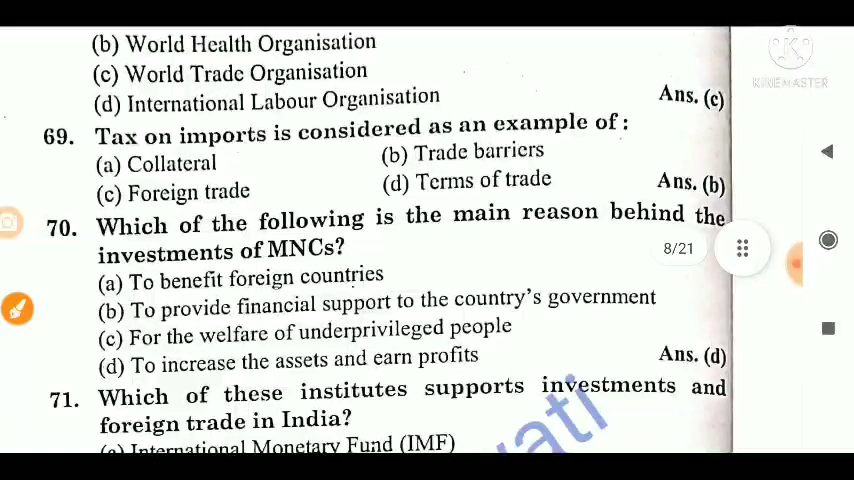 (b) World Health Organisation
(c) World Trade Organisation
(d) International Labour Organisation Ans. (c)
69. Tax on imports is considered as an example of :
(a) Collateral (b) Trade barriers
(c) Foreign trade (d) Terms of trade Ans. (b)
70. Which of the following is the main reason behind the
investments of MNCs?
(a) To benefit foreign countries
(b) To provide financial support to the country's government
(c) For the welfare of underprivileged people
(d) To increase the assets and earn profits Ans. (d)
71. Which of these institutes supports investments and
foreign trade in India?
(a) International Monetary Fund (IMF)
8/21
K
KINEMASTER